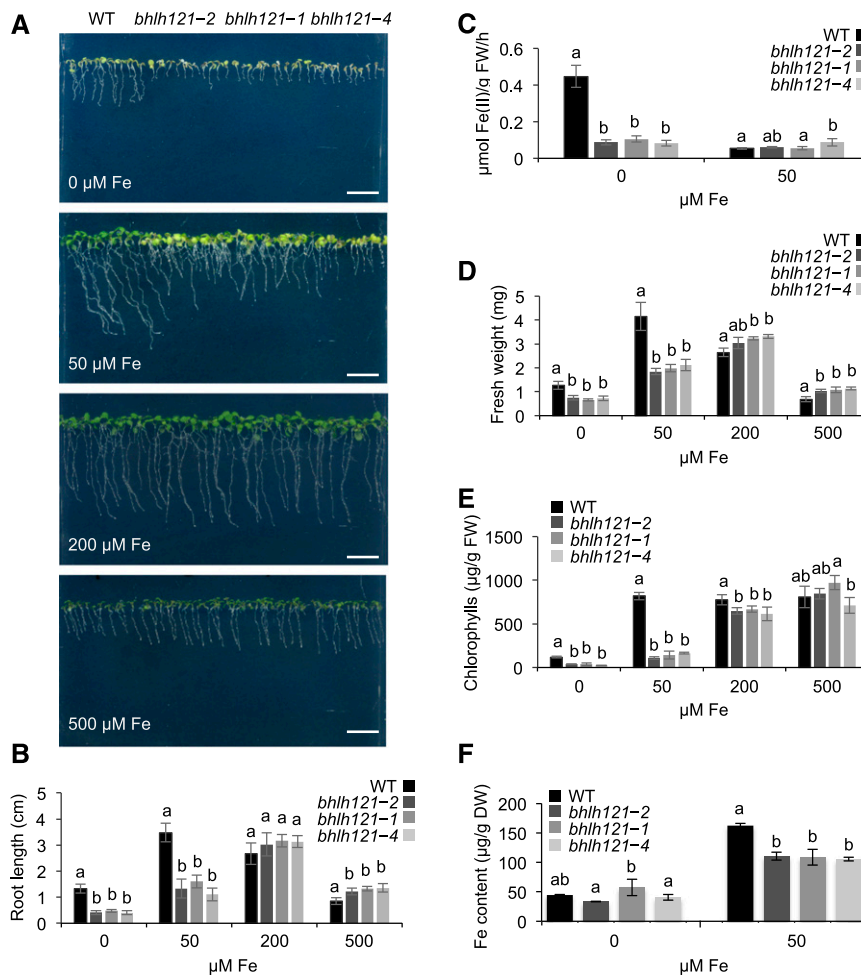 A
WT bhlh121-2 bhlh121-1 bhlh121-4
0 µM Fe
50 µM Fe
200 µM Fe
500 µM Fe
B
Root length (cm)
5
4
3
2
1
0
WT
bhlh121-2
bhlh121-1
bhlh121-4
a b b b
a b b b
a a a a
a b b b
0 50 200 500
µM Fe
C
µmol Fe(II)/g FW/h
0.6
0.4
0.2
0
WT
bhlh121-2
bhlh121-1
bhlh121-4
a b b b
a ab a b
0 50
µM Fe
D
Fresh weight (mg)
5
4
3
2
1
0
WT
bhlh121-2
bhlh121-1
bhlh121-4
a b b b
a b b b
a ab b b
a b b b
0 50 200 500
µM Fe
E
Chlorophylls (µg/g FW)
1500
1000
500
0
WT
bhlh121-2
bhlh121-1
bhlh121-4
a b b b
a b b b
a b b b
ab ab a b
0 50 200 500
µM Fe
F
Fe content (µg/g DW)
200
150
100
50
0
WT
bhlh121-2
bhlh121-1
bhlh121-4
ab a b a
a b b b
0 50
µM Fe